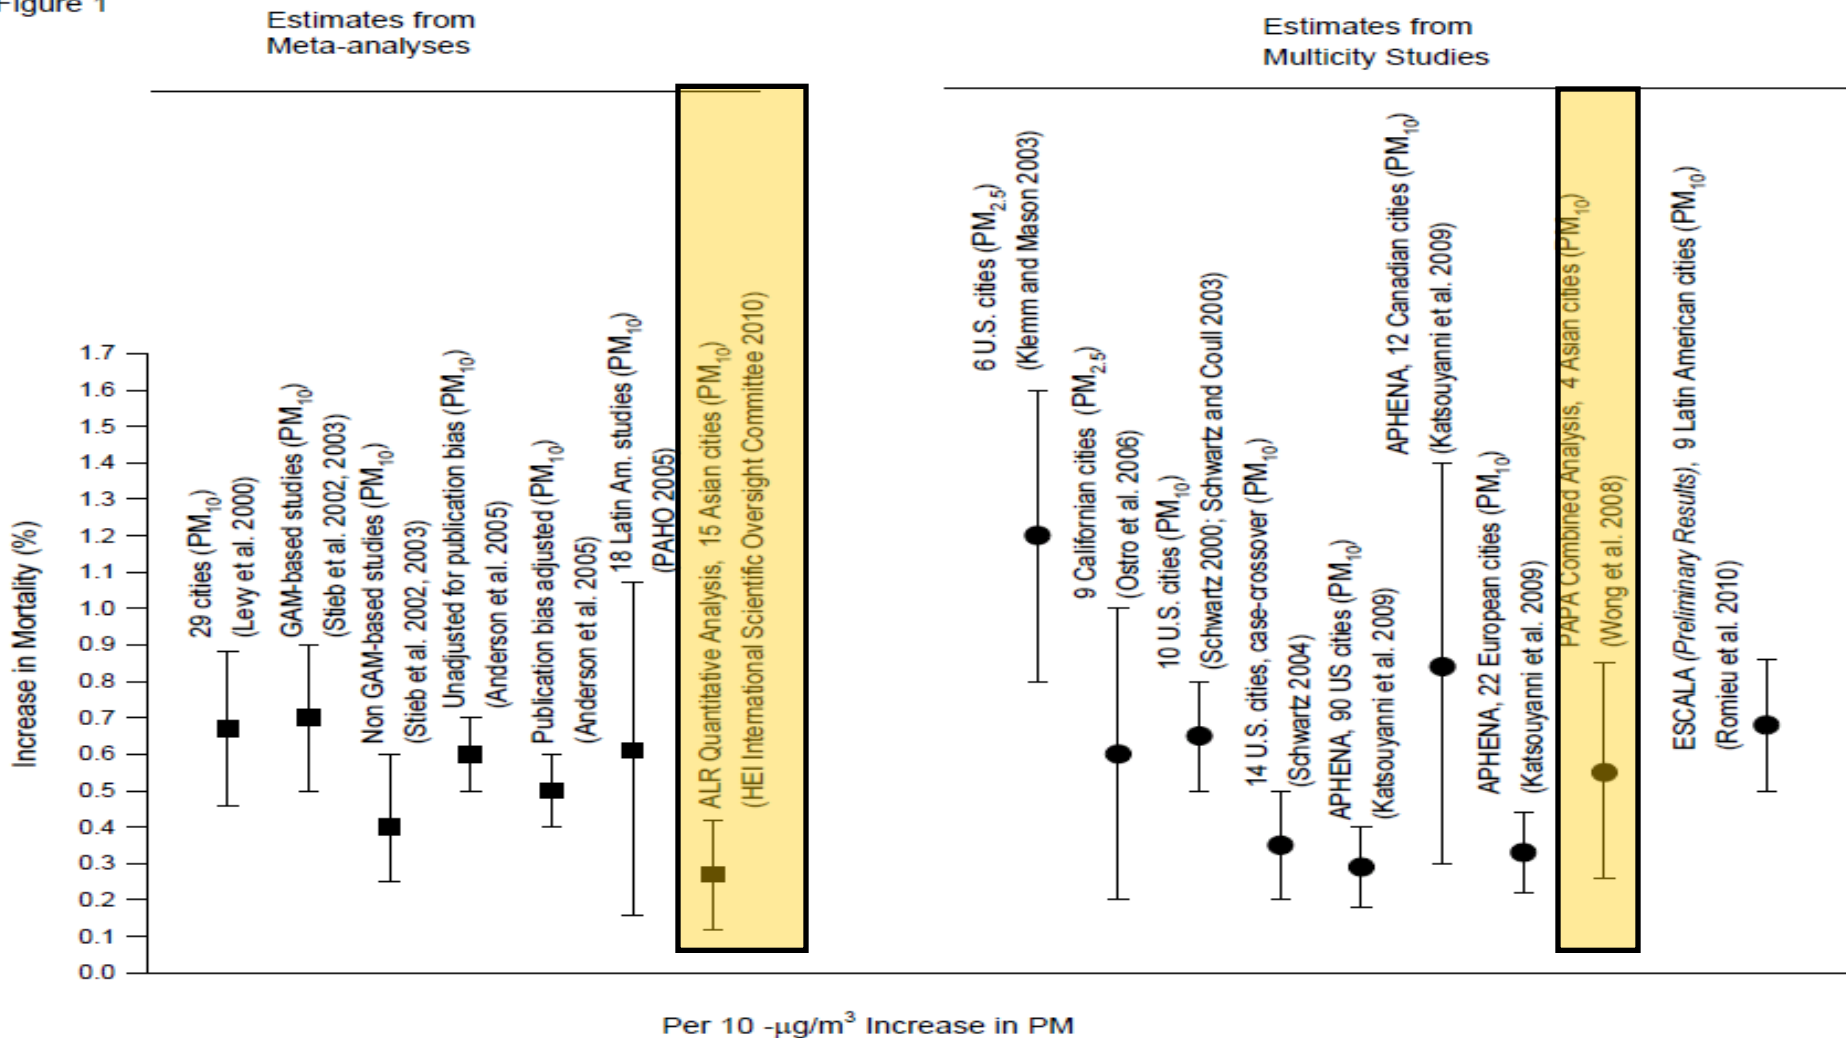 Figure 1
Estimates from
Meta-analyses
Estimates from
Multicity Studies
Increase in Mortality (%)
1.7
1.6
1.5
1.4
1.3
1.2
1.1
1.0
0.9
0.8
0.7
0.6
0.5
0.4
0.3
0.2
0.1
0.0
29 cities (PM10)
(Levy et al. 2000)
GAM-based studies (PM10)
(Stieb et al. 2002, 2003)
Non GAM-based studies (PM10)
(Stieb et al. 2002, 2003)
Unadjusted for publication bias (PM10)
(Anderson et al. 2005)
Publication bias adjusted (PM10)
(Anderson et al. 2005)
18 Latin Am. studies (PM10)
(PAHO 2005)
ALR Quantitative Analysis, 15 Asian cities (PM10)
(HEI International Scientific Oversight Committee 2010)
6 U.S. cities (PM2.5)
(Klemm and Mason 2003)
9 Californian cities (PM2.5)
(Ostro et al. 2006)
10 U.S. cities (PM10)
(Schwartz 2000; Schwartz and Coull 2003)
14 U.S. cities, case-crossover (PM10)
(Schwartz 2004)
APHENA, 90 US cities (PM10)
(Katsouyanni et al. 2009)
APHENA, 12 Canadian cities (PM10)
(Katsouyanni et al. 2009)
APHENA, 22 European cities (PM10)
(Katsouyanni et al. 2009)
PAPA Combined Analysis, 4 Asian cities (PM10)
(Wong et al. 2008)
ESCALA (Preliminary Results), 9 Latin American cities (PM10)
(Romieu et al. 2010)
Per 10 -μg/m³ Increase in PM